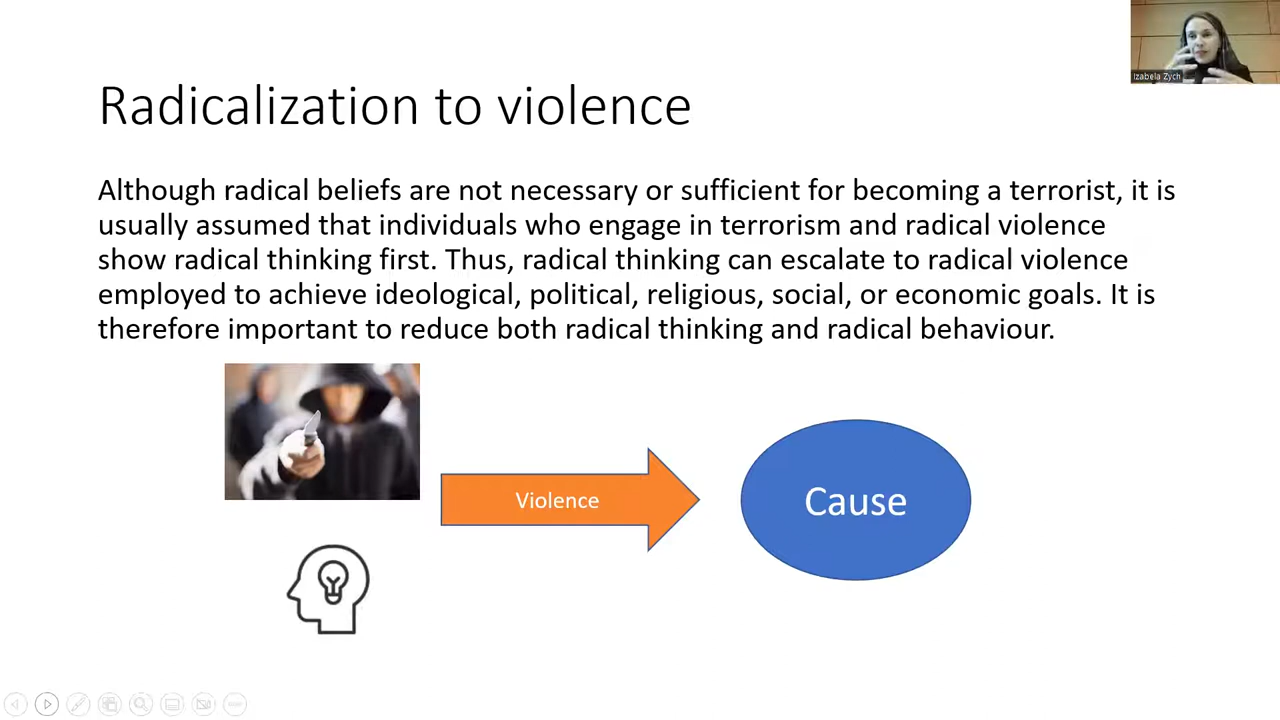 Izabela Zych
Radicalization to violence
Although radical beliefs are not necessary or sufficient for becoming a terrorist, it is
usually assumed that individuals who engage in terrorism and radical violence
show radical thinking first. Thus, radical thinking can escalate to radical violence
employed to achieve ideological, political, religious, social, or economic goals. It is
therefore important to reduce both radical thinking and radical behaviour.
Violence
Cause